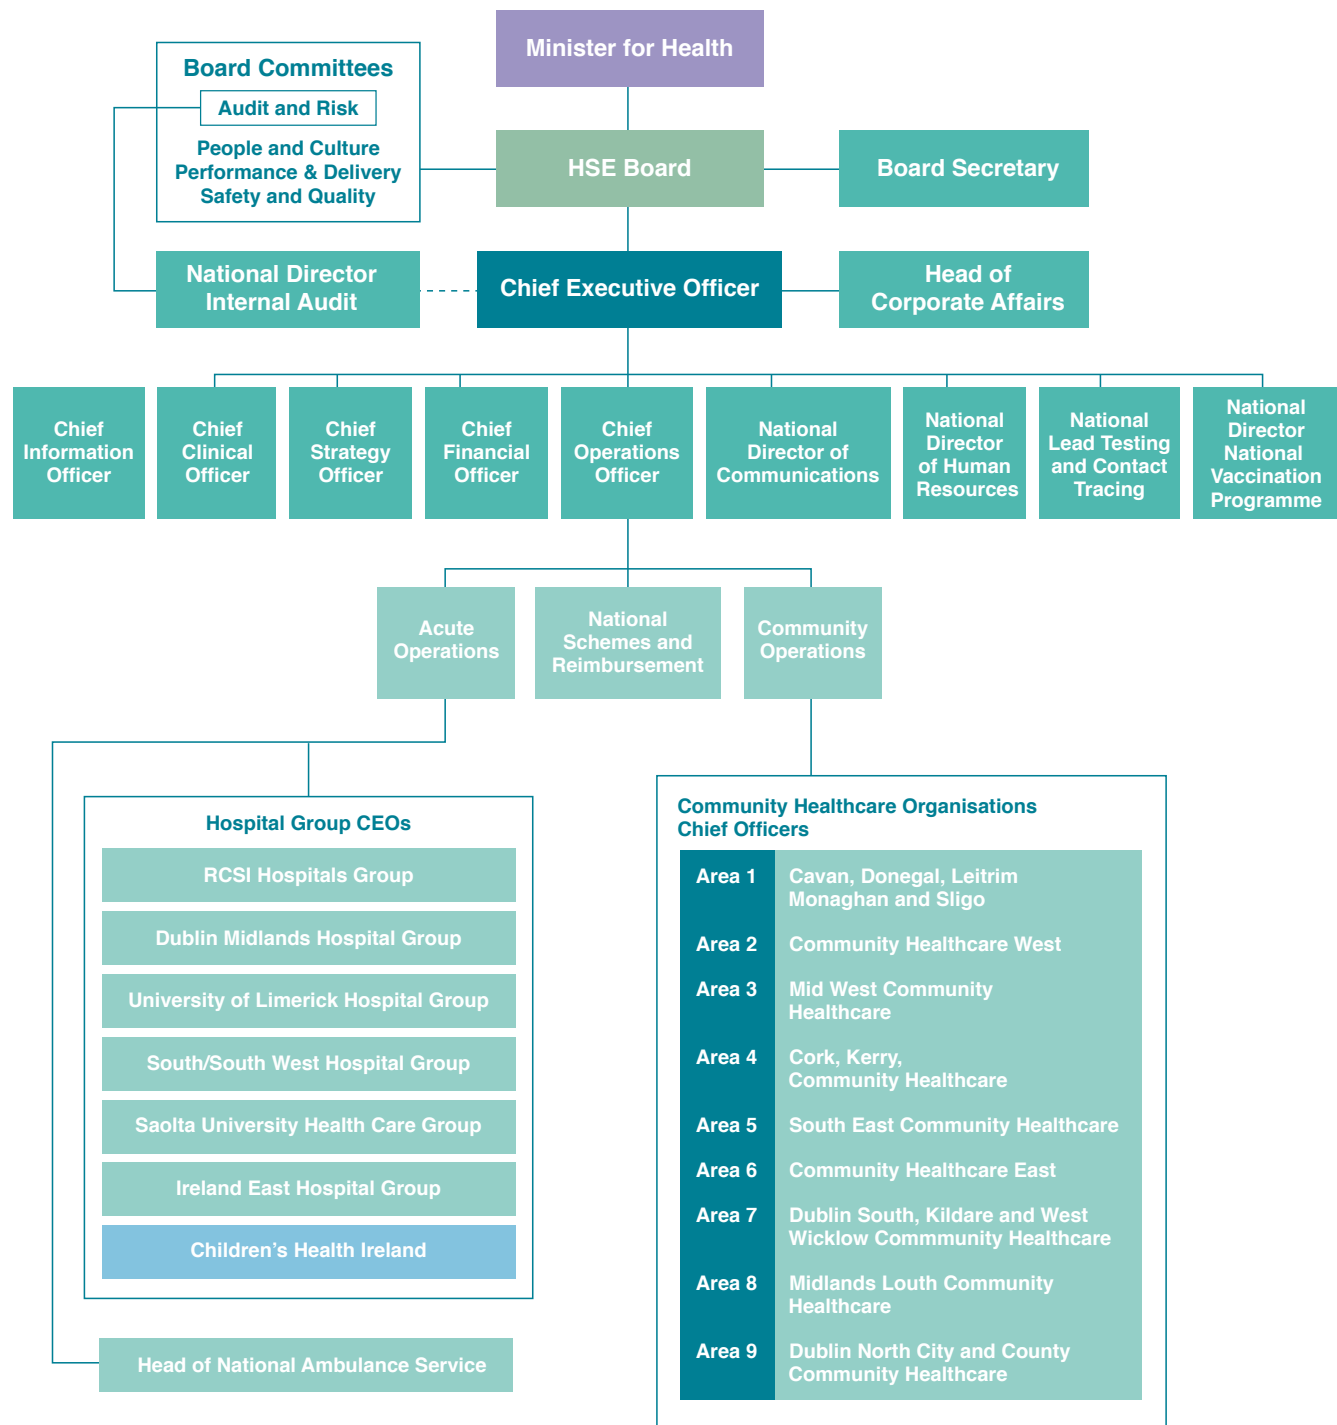 Minister for Health
Board Committees
Audit and Risk
People and Culture
Performance & Delivery
Safety and Quality
HSE Board
Board Secretary
National Director
Internal Audit
Chief Executive Officer
Head of
Corporate Affairs
Chief
Information
Officer
Chief
Clinical
Officer
Chief
Strategy
Officer
Chief
Financial
Officer
Chief
Operations
Officer
National
Director of
Communications
National
Director
of Human
Resources
National
Lead Testing
and Contact
Tracing
National
Director
National
Vaccination
Programme
Acute
Operations
National
Schemes and
Reimbursement
Community
Operations
Hospital Group CEOs
RCSI Hospitals Group
Dublin Midlands Hospital Group
University of Limerick Hospital Group
South/South West Hospital Group
Saolta University Health Care Group
Ireland East Hospital Group
Children’s Health Ireland
Head of National Ambulance Service
Community Healthcare Organisations
Chief Officers
Area 1 Cavan, Donegal, Leitrim
Monaghan and Sligo
Area 2 Community Healthcare West
Area 3 Mid West Community
Healthcare
Area 4 Cork, Kerry,
Community Healthcare
Area 5 South East Community Healthcare
Area 6 Community Healthcare East
Area 7 Dublin South, Kildare and West
Wicklow Commmunity Healthcare
Area 8 Midlands Louth Community
Healthcare
Area 9 Dublin North City and County
Community Healthcare